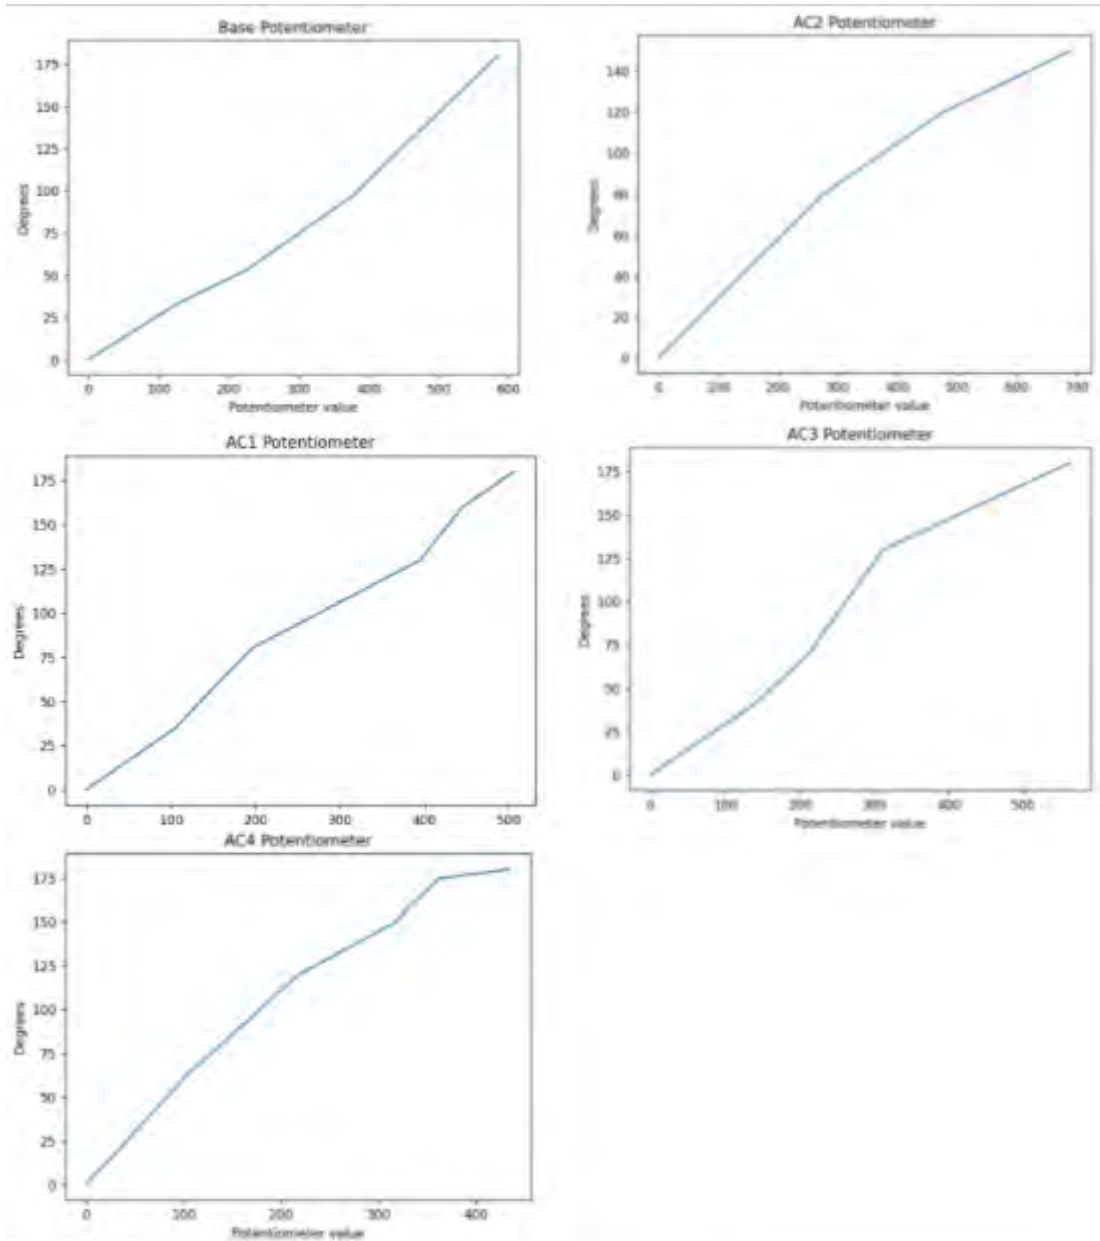 Base Potentiometer
175
150
125
100
75
50
25
0
Degrees
0 100 200 300 400 500 600
Potentiometer value
AC2 Potentiometer
140
120
100
80
60
40
20
0
Degrees
0 100 200 300 400 500 600 700
Potentiometer value
AC1 Potentiometer
175
150
125
100
75
50
25
0
Degrees
0 100 200 300 400 500
AC3 Potentiometer
175
150
125
100
75
50
25
0
Degrees
0 100 200 300 400 500
Potentiometer value
AC4 Potentiometer
175
150
125
100
75
50
25
0
Degrees
0 100 200 300 400
Potentiometer value